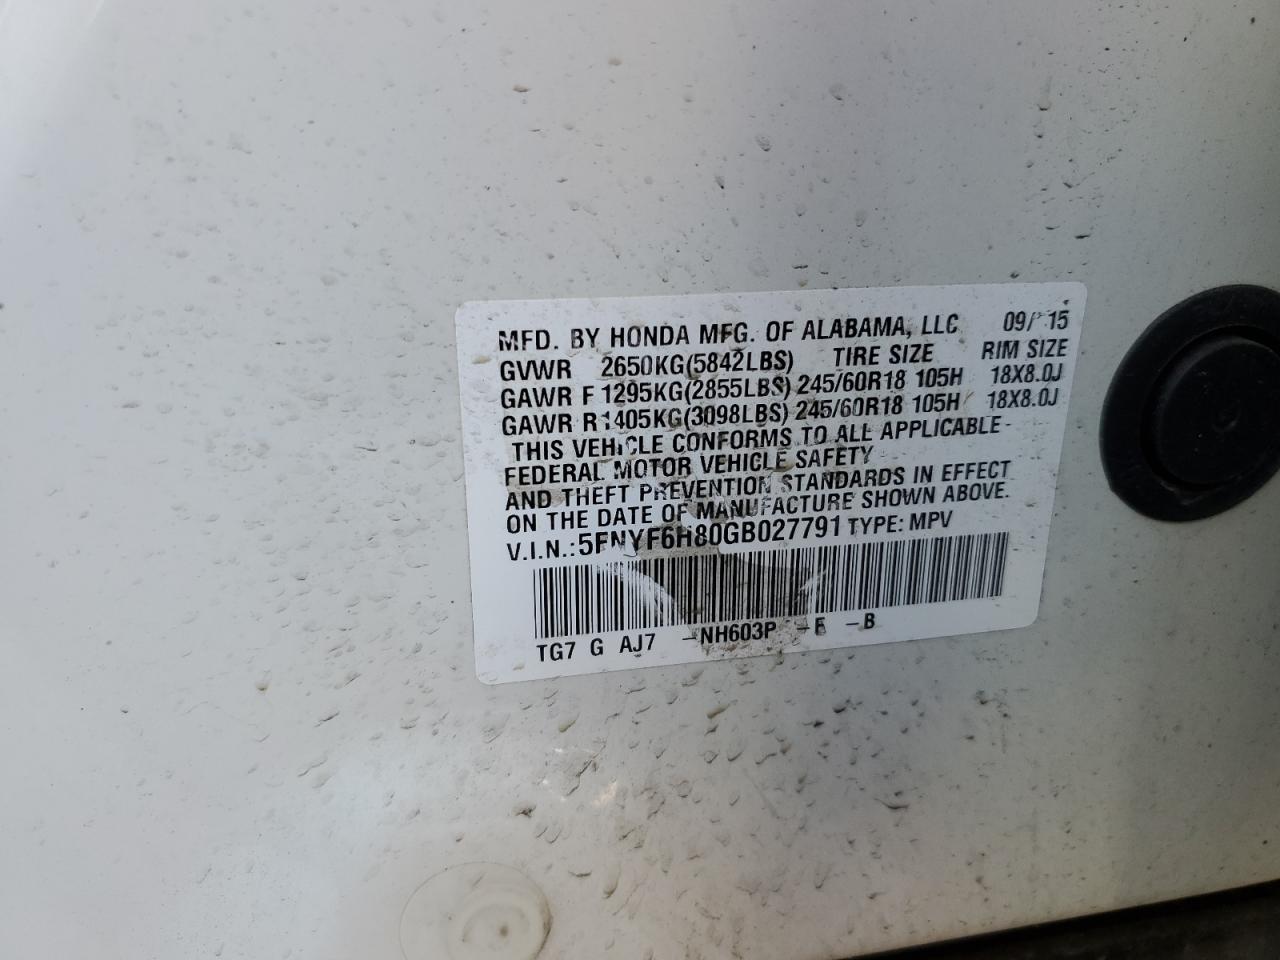 MFD. BY HONDA MFG. OF ALABAMA, LLC 09/15
GVWR 2650KG(5842LBS) TIRE SIZE RIM SIZE
GAWR F 1295KG(2855LBS) 245/60R18 105H 18X8.0J
GAWR R 1405KG(3098LBS) 245/60R18 105H 18X8.0J
THIS VEHICLE CONFORMS TO ALL APPLICABLE
FEDERAL MOTOR VEHICLE SAFETY
AND THEFT PREVENTION STANDARDS IN EFFECT
ON THE DATE OF MANUFACTURE SHOWN ABOVE.
V.I.N.: 5FNYF6H80GB027791 TYPE: MPV
TG7 G AJ7 -NH603P -E -B